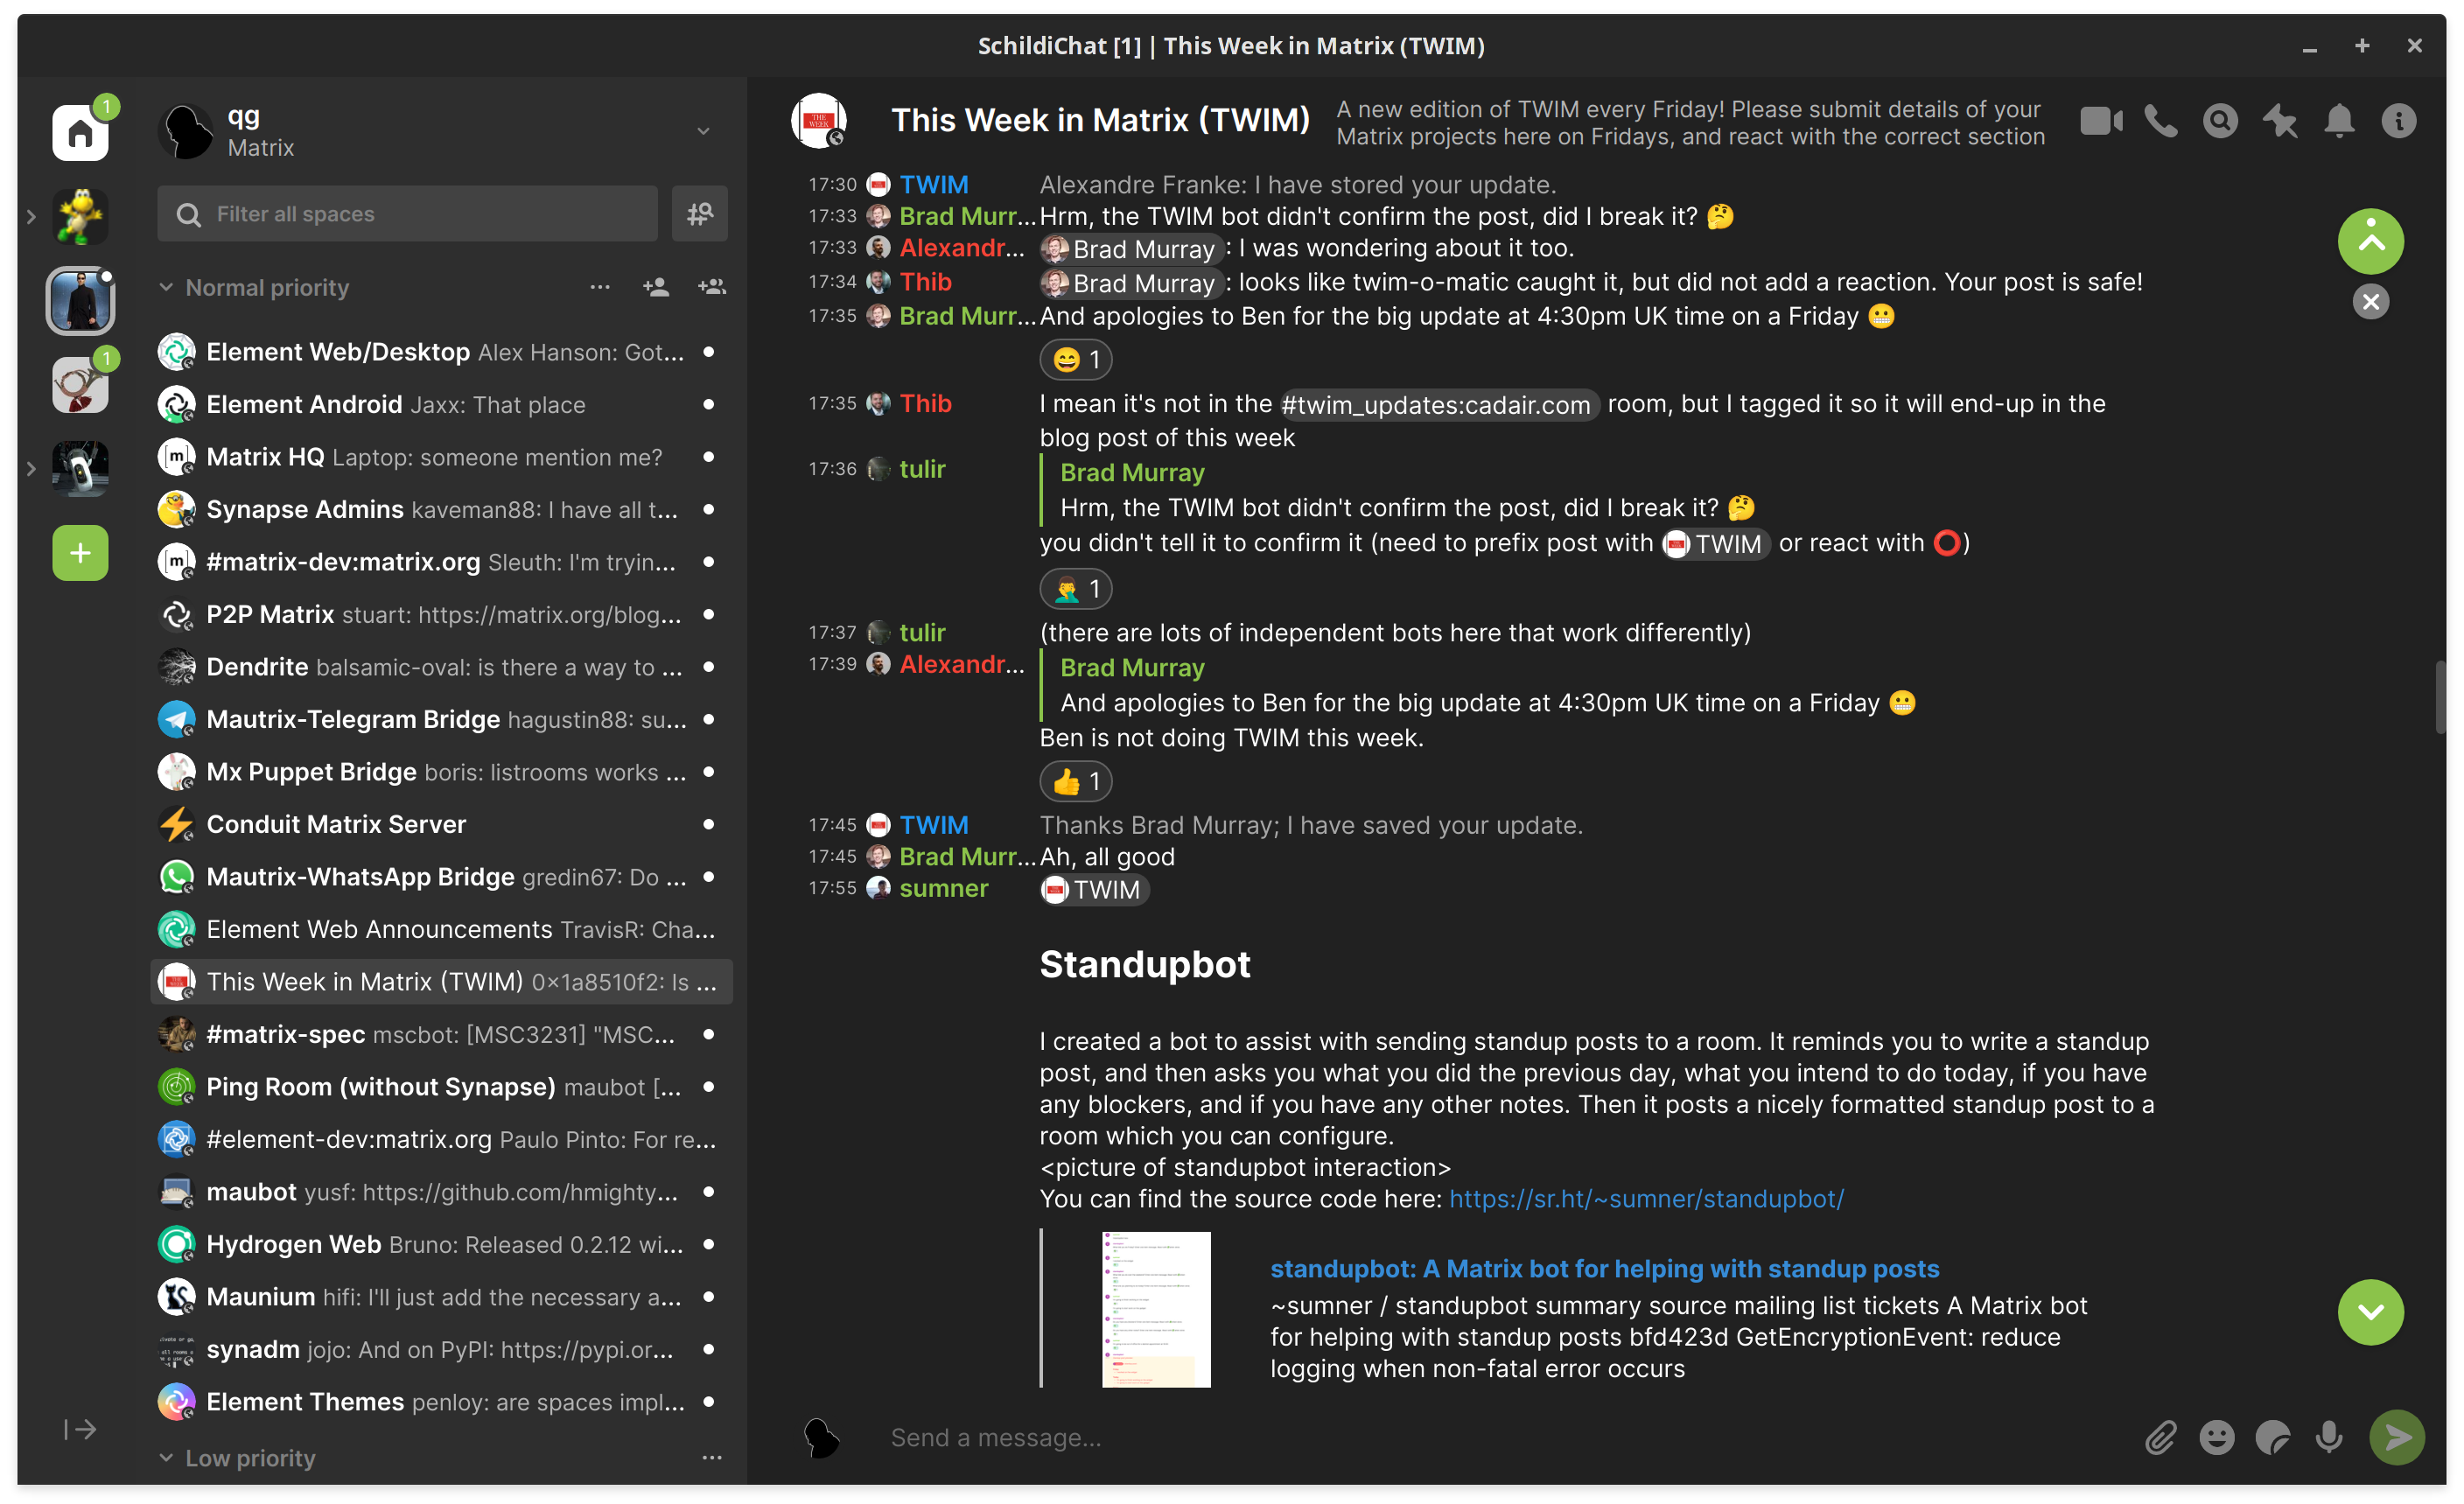 SchildiChat [1] | This Week in Matrix (TWIM)
1
qg
Matrix
Filter all spaces
Normal priority
Element Web/Desktop Alex Hanson: Got...
Element Android Jaxx: That place
Matrix HQ Laptop: someone mention me?
Synapse Admins kaveman88: I have all t...
#matrix-dev:matrix.org Sleuth: I'm tryin...
P2P Matrix stuart: https://matrix.org/blog...
Dendrite balsamic-oval: is there a way to ...
Mautrix-Telegram Bridge hagustin88: su...
Mx Puppet Bridge boris: listrooms works ...
Conduit Matrix Server
Mautrix-WhatsApp Bridge gredin67: Do ...
Element Web Announcements TravisR: Cha...
This Week in Matrix (TWIM) 0x1a8510f2: Is ...
#matrix-spec mscbot: [MSC3231] "MSC...
Ping Room (without Synapse) maubot [...
#element-dev:matrix.org Paulo Pinto: For re...
maubot yusf: https://github.com/hmighty...
Hydrogen Web Bruno: Released 0.2.12 wi...
Maunium hifi: I'll just add the necessary a...
synadm jojo: And on PyPI: https://pypi.or...
Element Themes penloy: are spaces impl...
Low priority
1
This Week in Matrix (TWIM)
A new edition of TWIM every Friday! Please submit details of your
Matrix projects here on Fridays, and react with the correct section
17:30 TWIM Alexandre Franke: I have stored your update.
17:33 Brad Murr... Hrm, the TWIM bot didn't confirm the post, did I break it? 🤔
17:33 Alexandr... Brad Murray : I was wondering about it too.
17:34 Thib Brad Murray : looks like twim-o-matic caught it, but did not add a reaction. Your post is safe!
17:35 Brad Murr... And apologies to Ben for the big update at 4:30pm UK time on a Friday 😬
😄 1
17:35 Thib I mean it's not in the #twim_updates:cadair.com room, but I tagged it so it will end-up in the
blog post of this week
17:36 tulir Brad Murray
Hrm, the TWIM bot didn't confirm the post, did I break it? 🤔
you didn't tell it to confirm it (need to prefix post with TWIM or react with ⭕)
🤦‍♂️ 1
17:37 tulir (there are lots of independent bots here that work differently)
17:39 Alexandr... Brad Murray
And apologies to Ben for the big update at 4:30pm UK time on a Friday 😬
Ben is not doing TWIM this week.
👍 1
17:45 TWIM Thanks Brad Murray; I have saved your update.
17:45 Brad Murr... Ah, all good
17:55 sumner TWIM
Standupbot
I created a bot to assist with sending standup posts to a room. It reminds you to write a standup
post, and then asks you what you did the previous day, what you intend to do today, if you have
any blockers, and if you have any other notes. Then it posts a nicely formatted standup post to a
room which you can configure.
<picture of standupbot interaction>
You can find the source code here: https://sr.ht/~sumner/standupbot/
standupbot: A Matrix bot for helping with standup posts
~sumner / standupbot summary source mailing list tickets A Matrix bot
for helping with standup posts bfd423d GetEncryptionEvent: reduce
logging when non-fatal error occurs
Send a message...